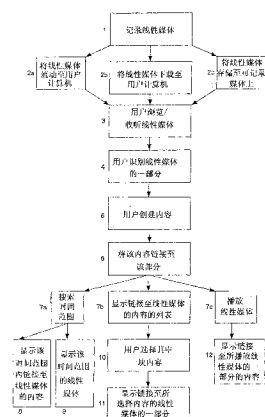 1
记录线性媒体
2a
将线性媒体
流动至用户
计算机
2b
将线性媒体下载至
用户计算机
2c
将线性媒体
存储至可记录
媒体上
3
用户浏览/
收听线性媒体
4
用户识别线性媒体
的一部分
5
用户创建内容
6
将该内容链接至
该部分
7a
搜索
时间
范围
7b
显示链接至线性媒体
的内容的列表
7c
播放
线性媒体
显示该
时间范围
内链接至
线性媒体
的内容
8
显示该
时间范围
的线性
媒体
9
10
用户选择其中一
块内容
11
显示链接至所
选择内容的线性
媒体的一部分
12
显示链接
至所播放线
性媒体的
部分的内容